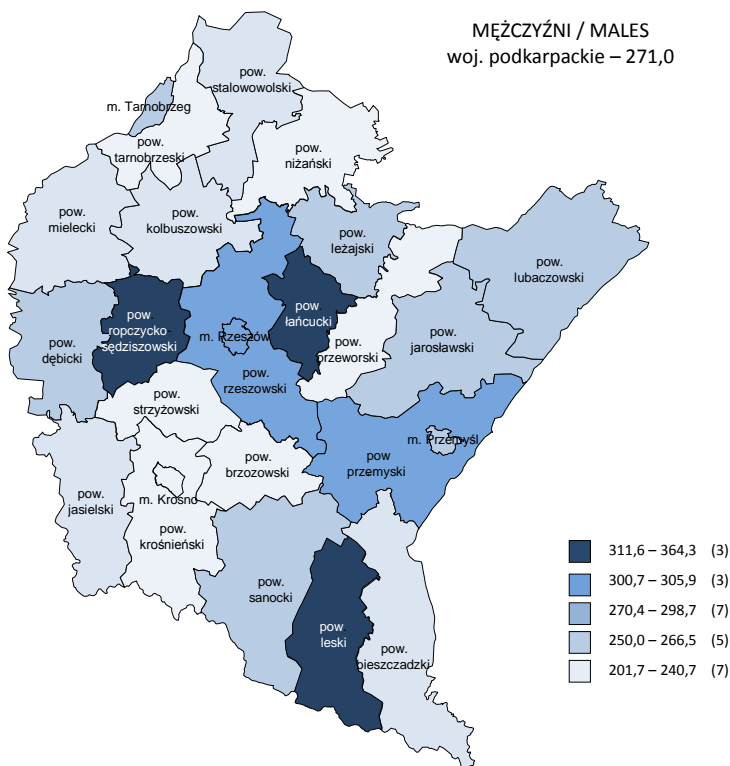 MĘŻCZYŹNI / MALES
woj. podkarpackie – 271,0
pow.
stalowowolski
m. Tarnobrzeg
pow.
tarnobrzeski
pow.
niżański
pow.
mielecki
pow.
kolbuszowski
pow.
leżajski
pow.
lubaczowski
pow
ropczycko-
sędziszowski
pow
łańcucki
m. Rzeszów
pow.
dębicki
pow.
przeworski
pow.
jarosławski
pow.
rzeszowski
pow.
strzyżowski
m. Przemyśl
pow
przemyski
pow.
brzozowski
pow.
jasielski
m. Krosno
pow.
krośnieński
pow.
sanocki
pow.
leski
pow.
bieszczadzki
311,6 – 364,3 (3)
300,7 – 305,9 (3)
270,4 – 298,7 (7)
250,0 – 266,5 (5)
201,7 – 240,7 (7)